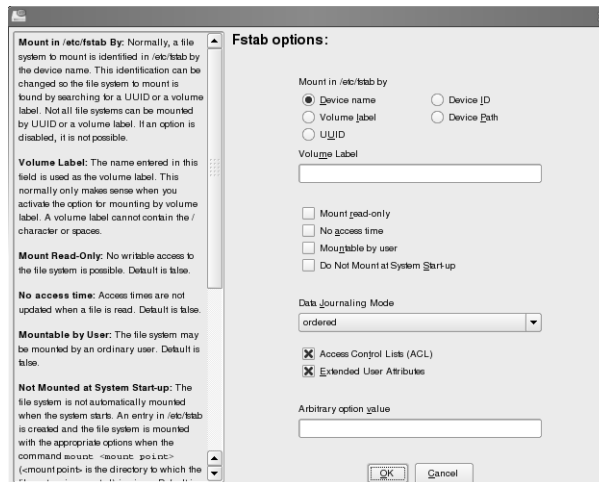 Mount in /etc/fstab By: Normally, a file
system to mount is identified in /etc/fstab by
the device name. This identification can be
changed so the file system to mount is
found by searching for a UUID or a volume
label. Not all file systems can be mounted
by UUID or a volume label. If an option is
disabled, it is not possible.
Volume Label: The name entered in this
field is used as the volume label. This
normally only makes sense when you
activate the option for mounting by volume
label. A volume label cannot contain the /
character or spaces.
Mount Read-Only: No writable access to
the file system is possible. Default is false.
No access time: Access times are not
updated when a file is read. Default is false.
Mountable by User: The file system may
be mounted by an ordinary user. Default is
false.
Not Mounted at System Start-up: The
file system is not automatically mounted
when the system starts. An entry in /etc/fstab
is created and the file system is mounted
with the appropriate options when the
command mount <mount point>
(<mount point> is the directory to which the
Fstab options:
Mount in /etc/fstab by
Device name
Device ID
Volume label
Device Path
UUID
Volume Label
Mount read-only
No access time
Mountable by user
Do Not Mount at System Start-up
Data Journaling Mode
ordered
Access Control Lists (ACL)
Extended User Attributes
Arbitrary option value
OK
Cancel